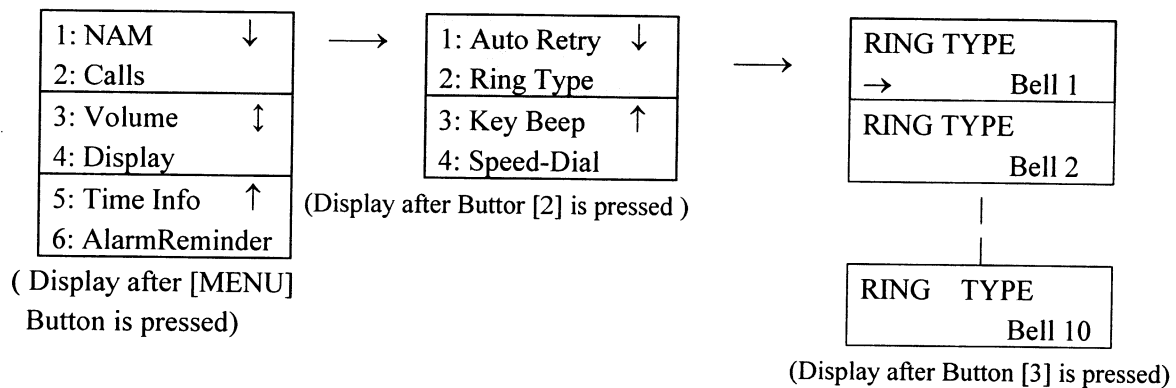 1: NAM ↓
2: Calls
3: Volume ↕
4: Display
5: Time Info ↑
6: AlarmReminder
( Display after [MENU]
Button is pressed)
1: Auto Retry ↓
2: Ring Type
3: Key Beep ↑
4: Speed-Dial
(Display after Buttor [2] is pressed )
RING TYPE
→ Bell 1
RING TYPE
Bell 2
RING TYPE
Bell 10
(Display after Button [3] is pressed)